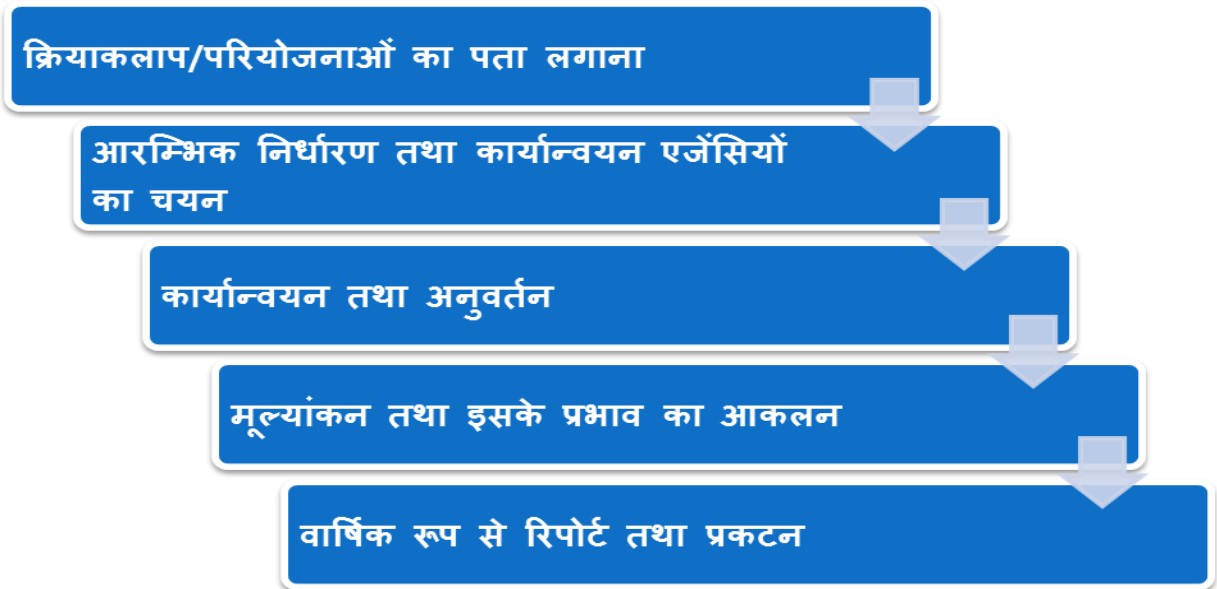 क्रियाकलाप/परियोजनाओं का पता लगाना
आरम्भिक निर्धारण तथा कार्यान्वयन एजेंसियों
का चयन
कार्यान्वयन तथा अनुवर्तन
मूल्यांकन तथा इसके प्रभाव का आकलन
वार्षिक रूप से रिपोर्ट तथा प्रकटन